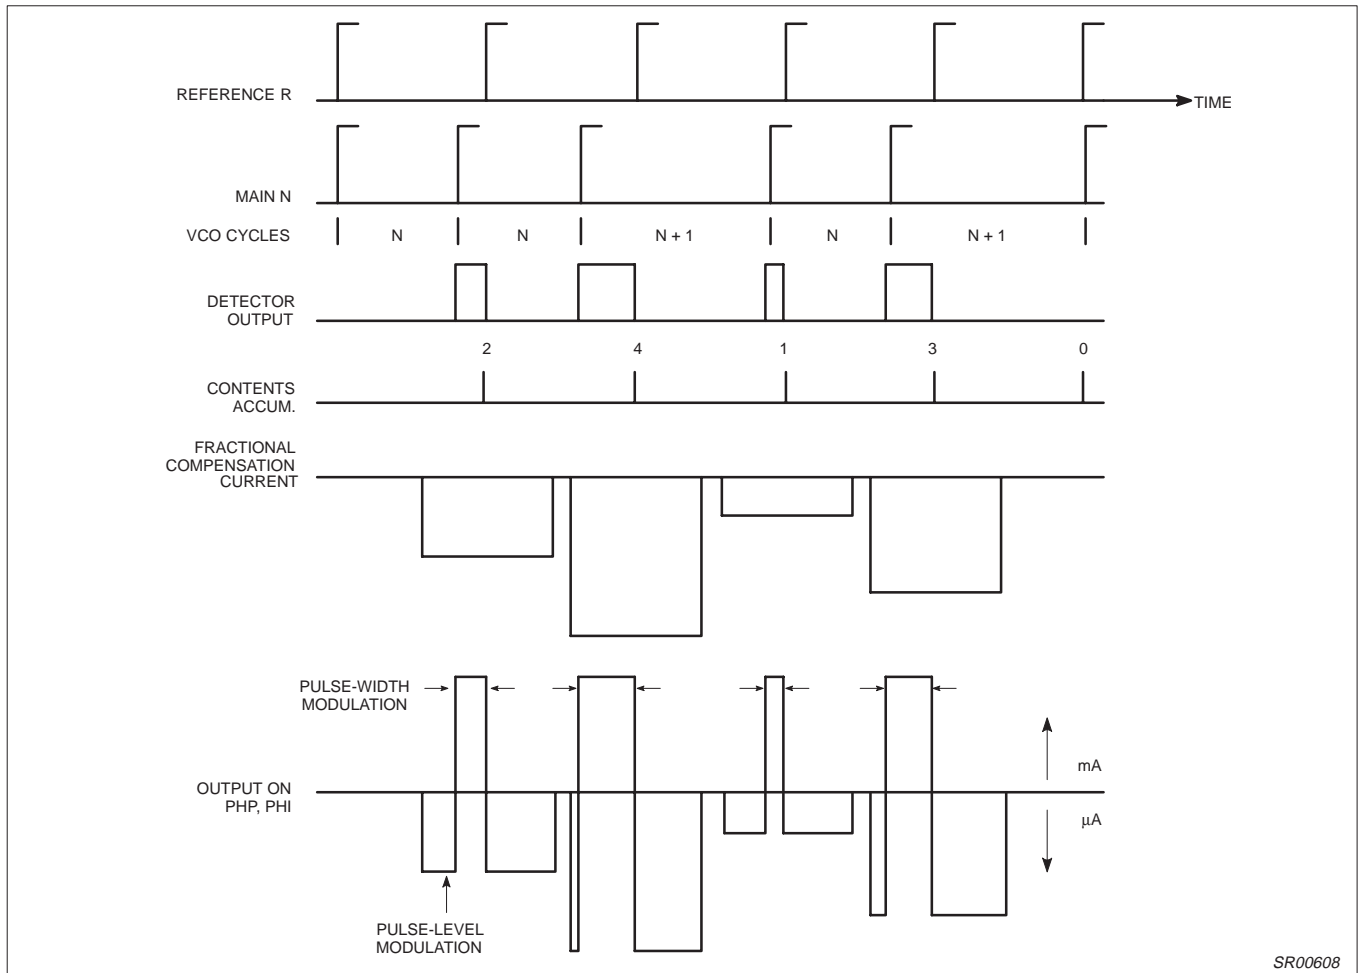 REFERENCE R
TIME
MAIN N
VCO CYCLES
N
N
N + 1
N
N + 1
DETECTOR
OUTPUT
2
4
1
3
0
CONTENTS
ACCUM.
FRACTIONAL
COMPENSATION
CURRENT
PULSE-WIDTH
MODULATION
mA
OUTPUT ON
PHP, PHI
μA
PULSE-LEVEL
MODULATION
SR00608